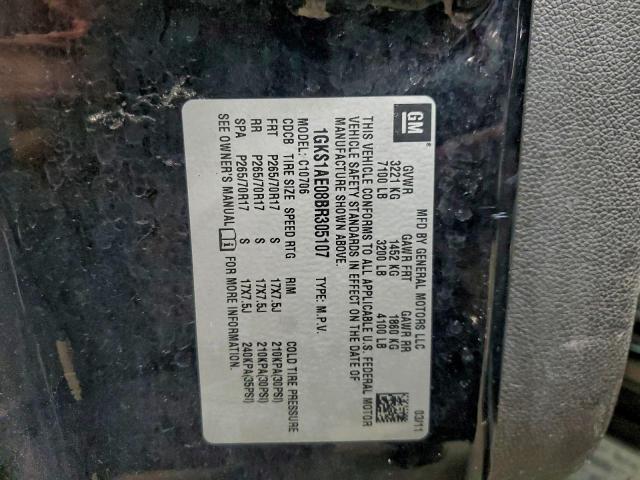 GM
MFD BY GENERAL MOTORS LLC
03/11
GVWR GAWR FRT GAWR RR
3221 KG 1452 KG 1860 KG
7100 LB 3200 LB 4100 LB
THIS VEHICLE CONFORMS TO ALL APPLICABLE U.S. FEDERAL MOTOR
VEHICLE SAFETY STANDARDS IN EFFECT ON THE DATE OF
MANUFACTURE SHOWN ABOVE.
1GKS1AE08BR305107 TYPE: M.P.V.
MODEL: C10706
CDCB TIRE SIZE SPEED RTG RIM COLD TIRE PRESSURE
FRT P265/70R17 S 17X7.5J 210KPA(30PSI)
RR P265/70R17 S 17X7.5J 210KPA(30PSI)
SPA P265/70R17 S 17X7.5J 240KPA(35PSI)
SEE OWNER'S MANUAL i FOR MORE INFORMATION.